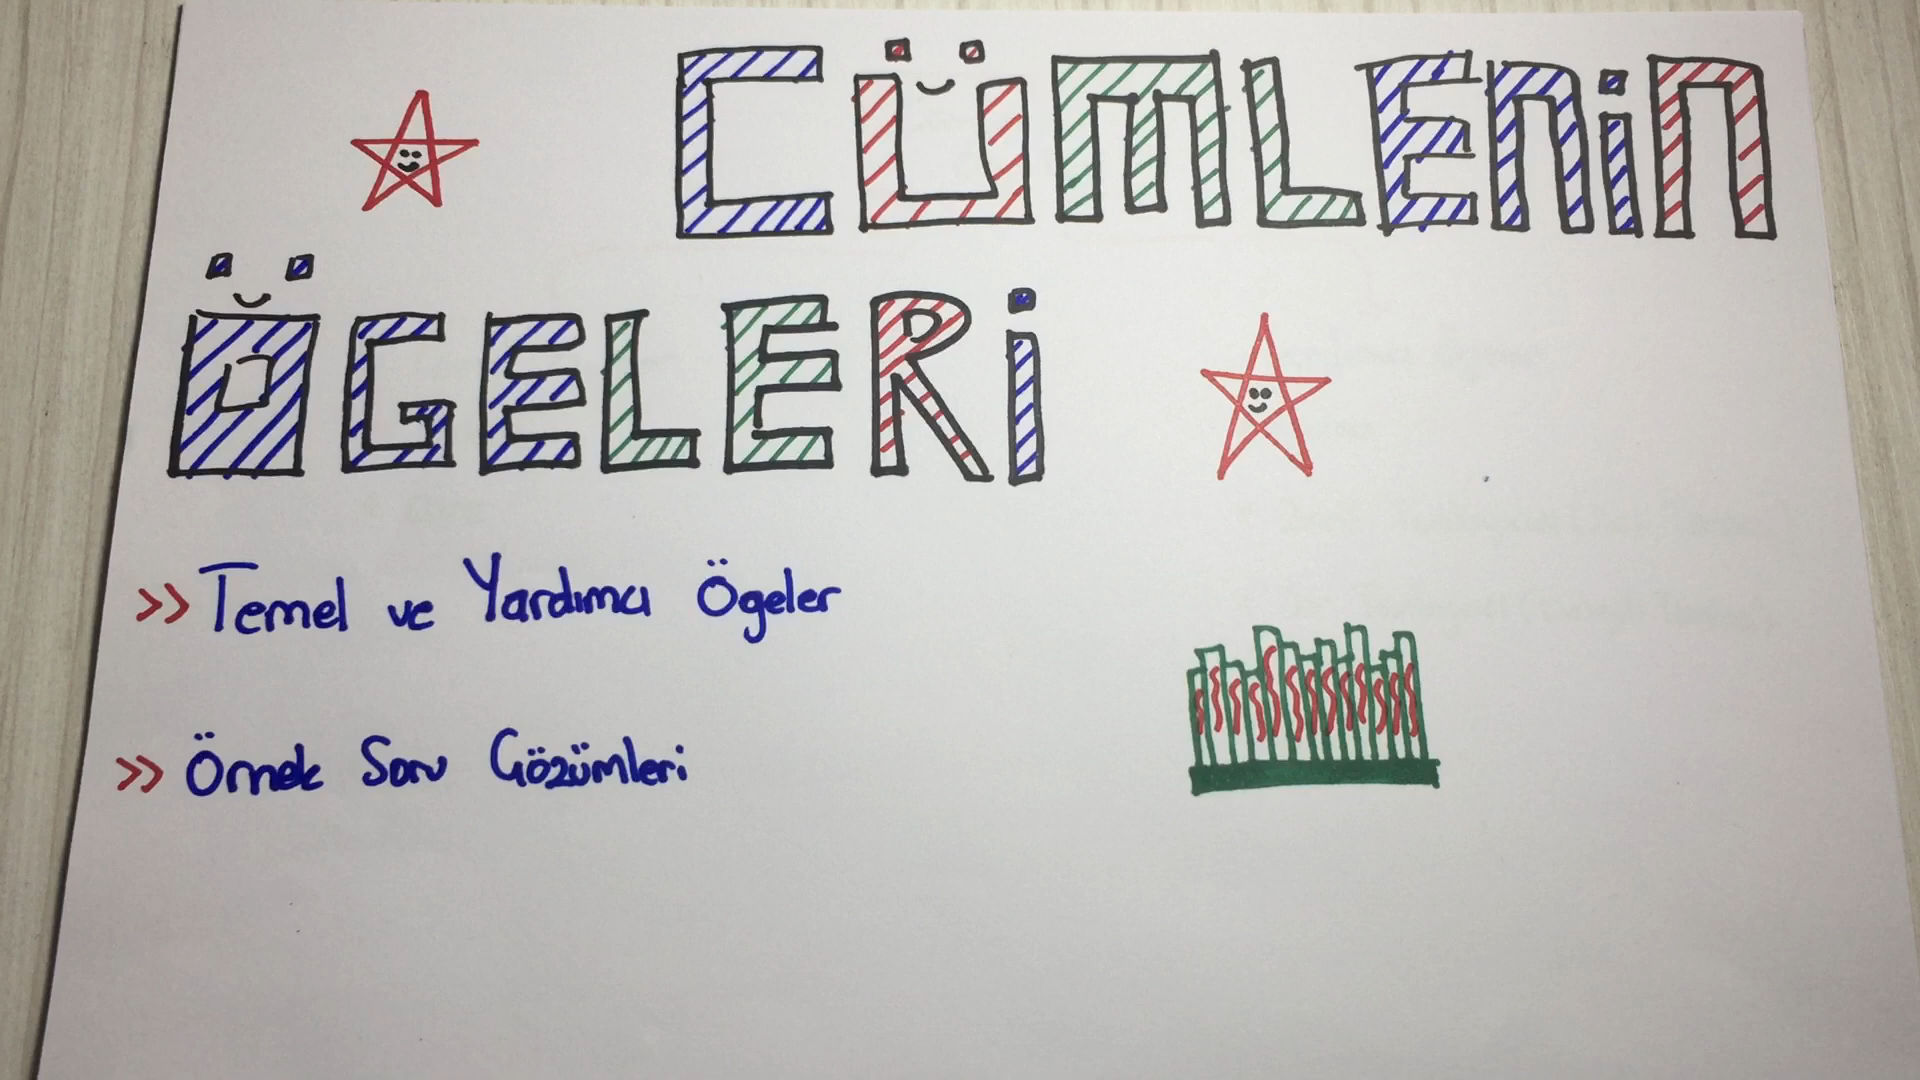 CÜMLENİN
ÖGELERİ
>> Temel ve Yardımcı Ögeler
>> Örnek Soru Çözümleri